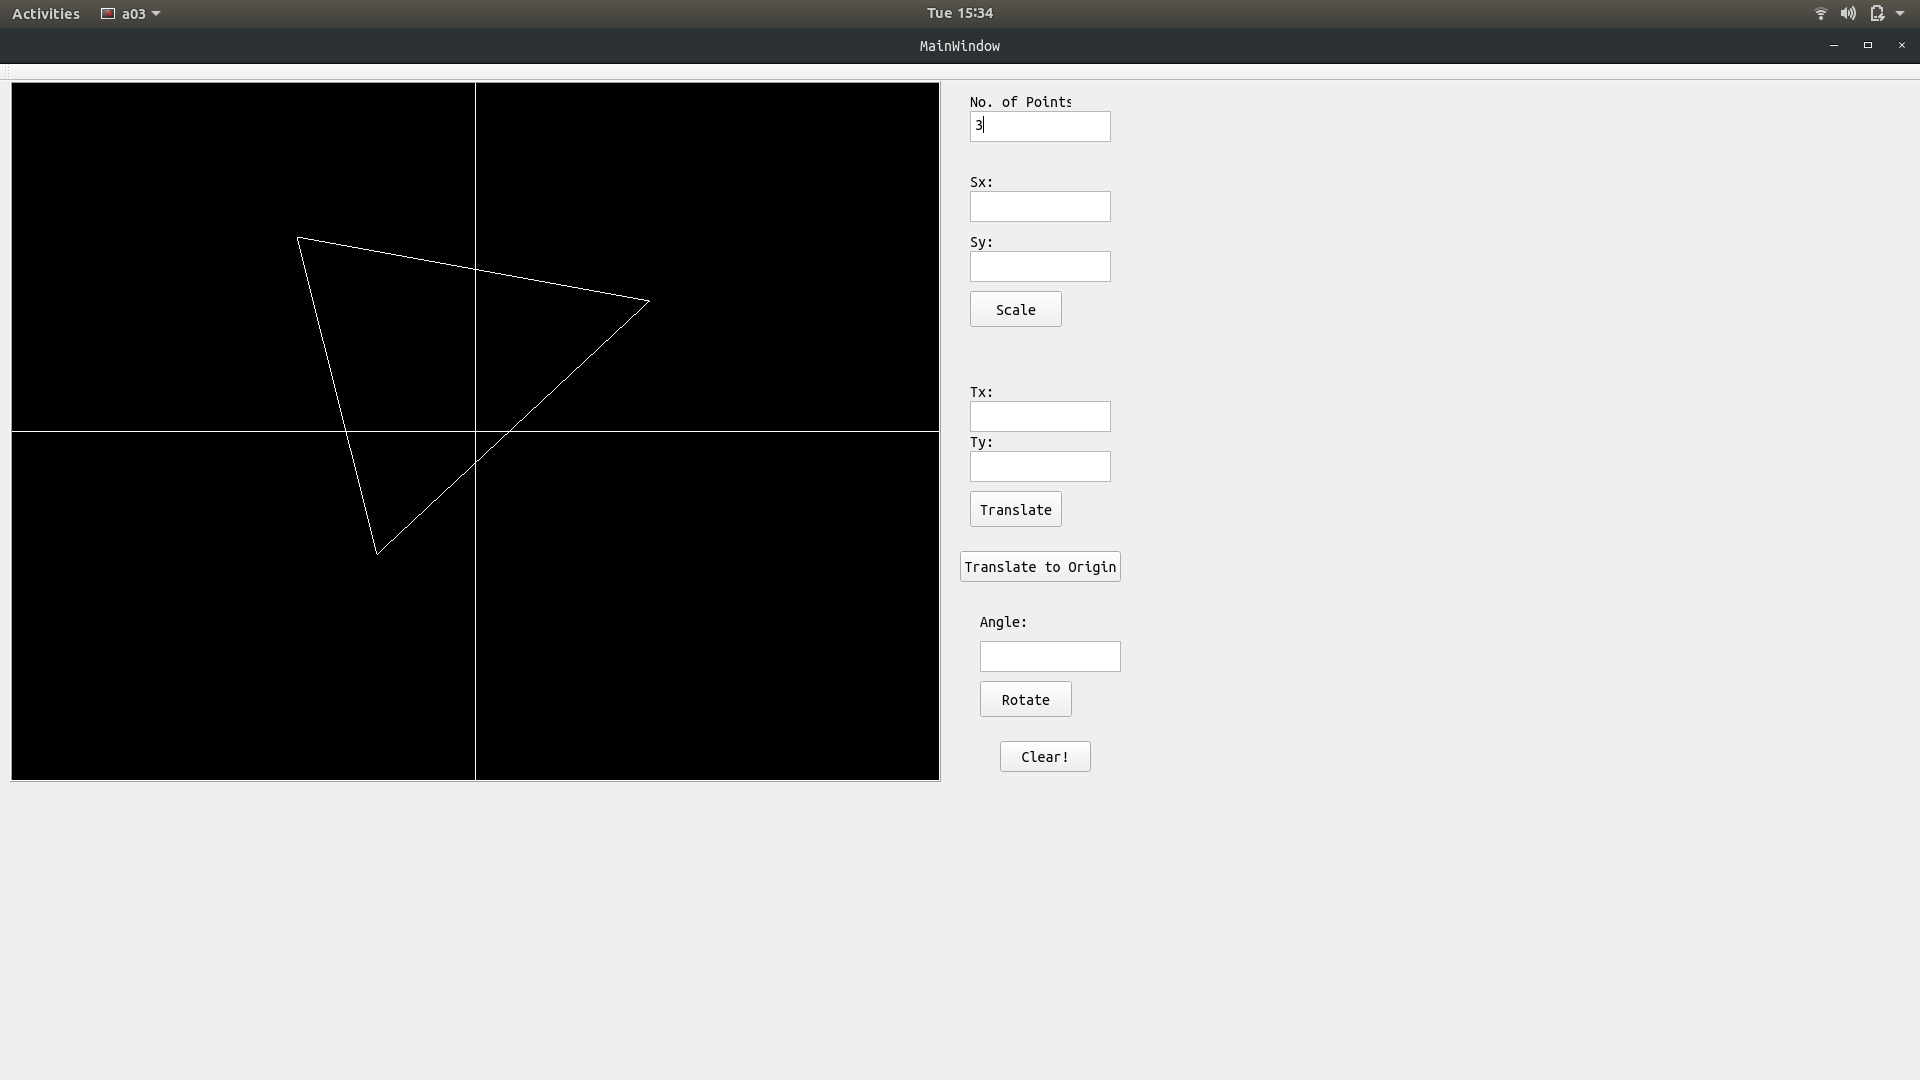 Activities a03 Tue 15:34
MainWindow
No. of Points
3
Sx:
Sy:
Scale
Tx:
Ty:
Translate
Translate to Origin
Angle:
Rotate
Clear!